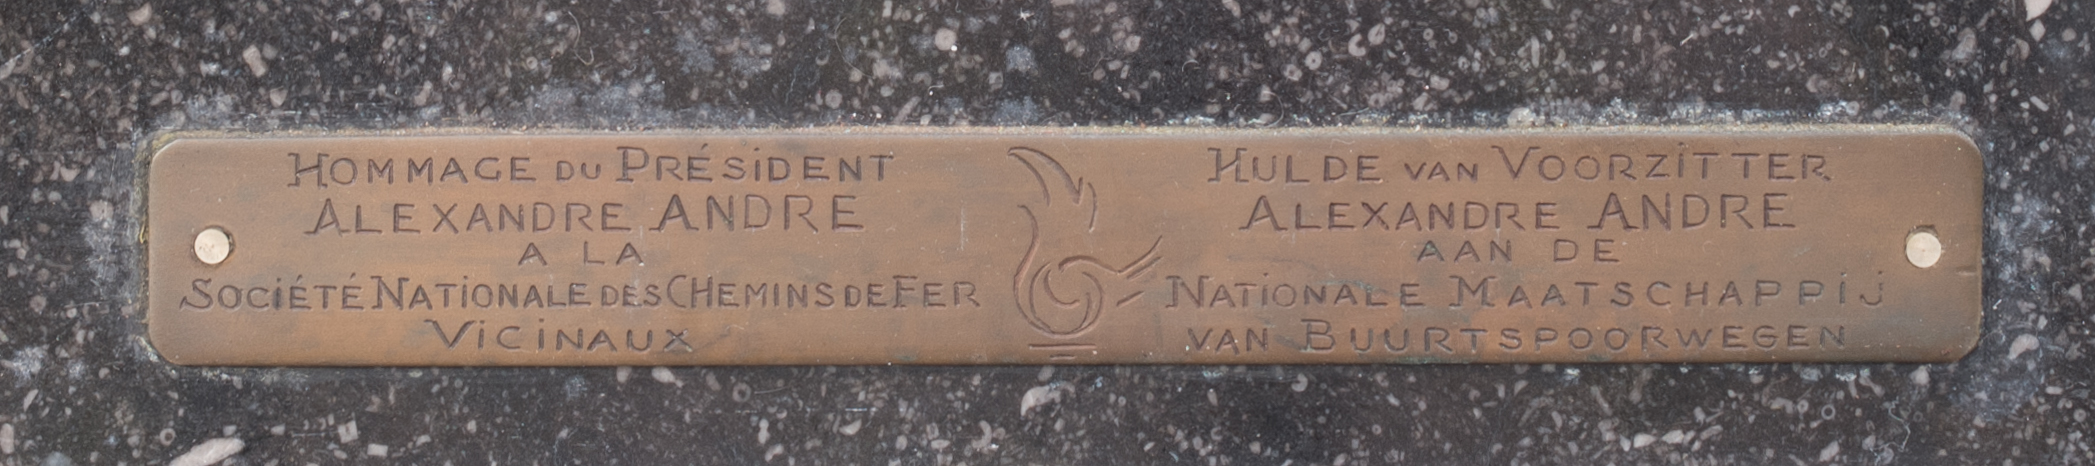 HOMMAGE DU PRÉSIDENT
ALEXANDRE ANDRE
A LA
SOCIÉTÉ NATIONALE DES CHEMINS DE FER
VICINAUX
HULDE VAN VOORZITTER
ALEXANDRE ANDRE
AAN DE
NATIONALE MAATSCHAPPIJ
VAN BUURTSPOORWEGEN